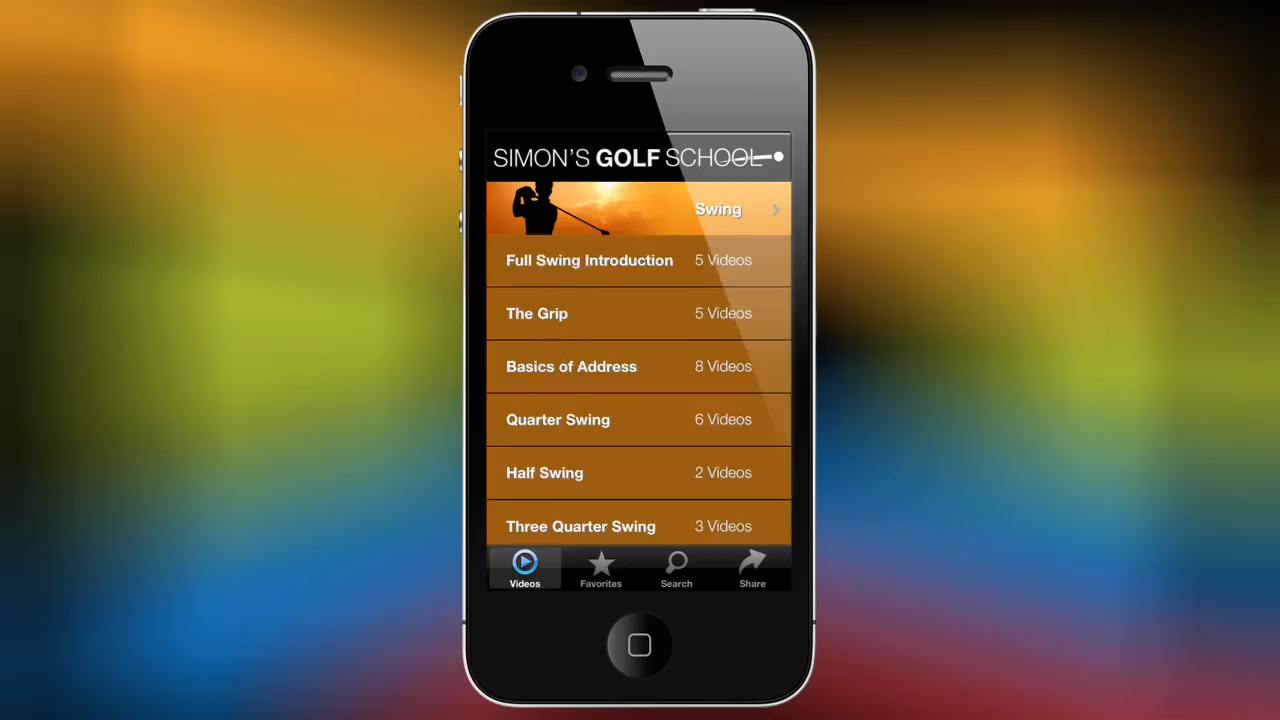 SIMON'S GOLF SCHOOL
Swing
Full Swing Introduction 5 Videos
The Grip 5 Videos
Basics of Address 8 Videos
Quarter Swing 6 Videos
Half Swing 2 Videos
Three Quarter Swing 3 Videos
Videos Favorites Search Share